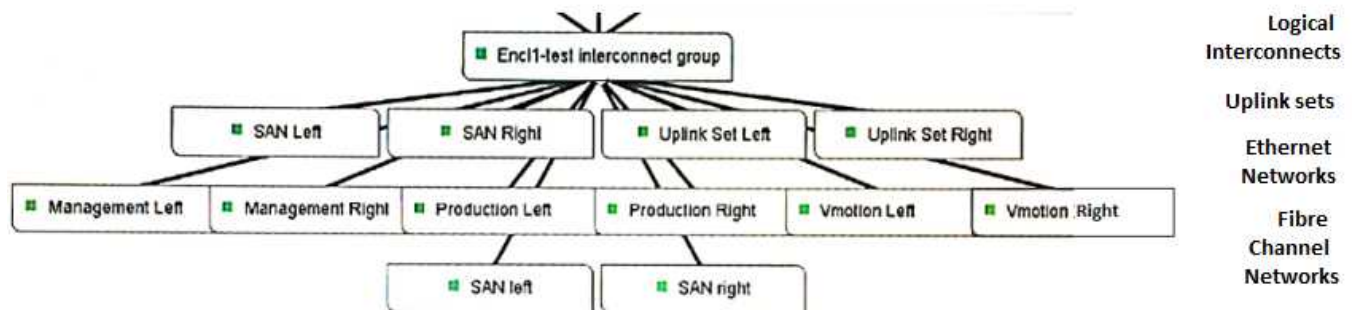 Logical
Interconnects
Encl1-test interconnect group
Uplink sets
SAN Left
SAN Right
Uplink Set Left
Uplink Set Right
Ethernet
Networks
Management Left
Management Right
Production Left
Production Right
Vmotion Left
Vmotion Right
Fibre
Channel
Networks
SAN left
SAN right